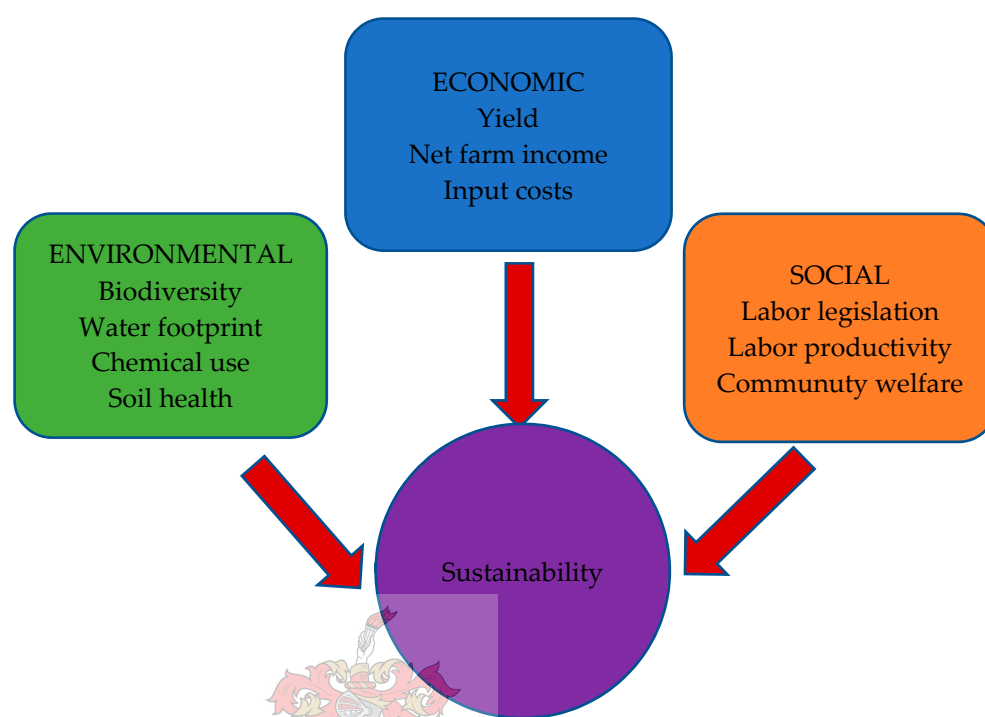 ECONOMIC
Yield
Net farm income
Input costs
ENVIRONMENTAL
Biodiversity
Water footprint
Chemical use
Soil health
SOCIAL
Labor legislation
Labor productivity
Communuty welfare
Sustainability